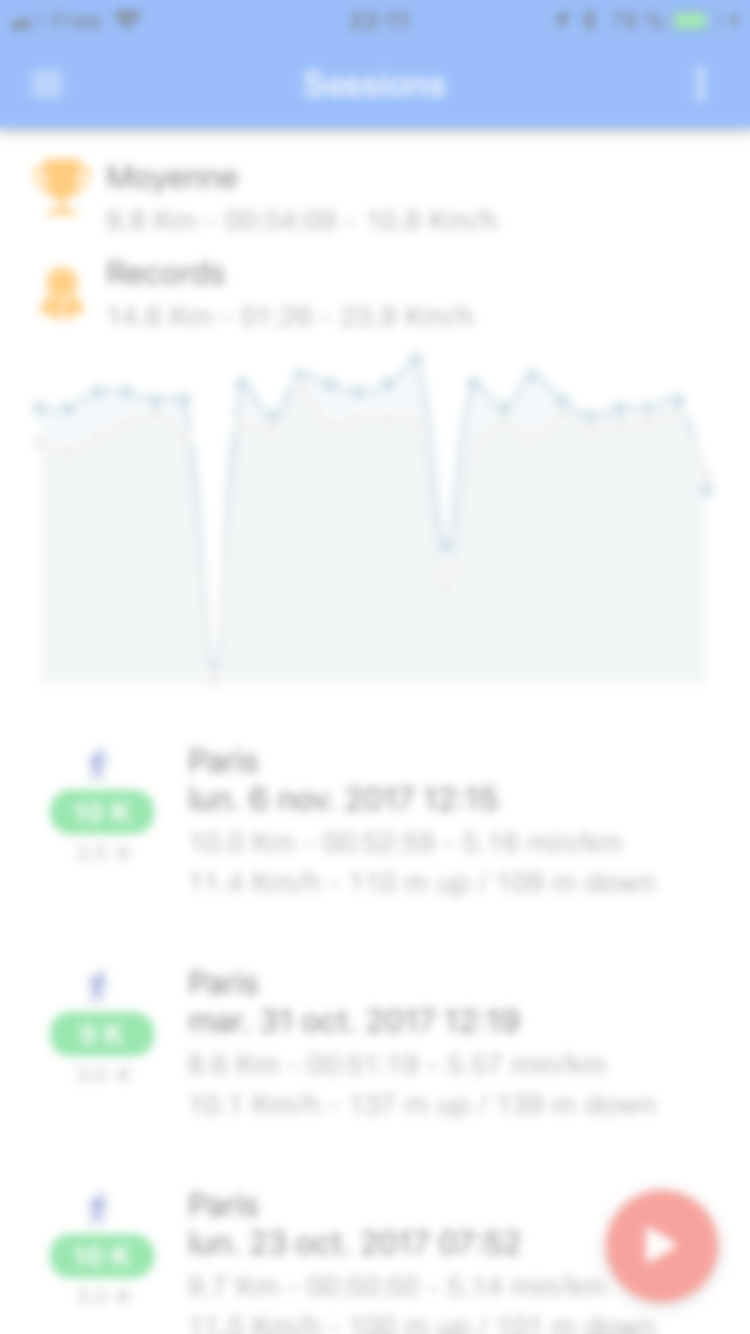 Free 22:11 79 %
Sessions
Moyenne
9.8 Km - 00:54:09 - 10.8 Km/h
Records
14.6 Km - 01:26 - 23.9 Km/h
Paris
lun. 6 nov. 2017 12:15
10 K
10.0 Km - 00:52:59 - 5.16 min/km
11.4 Km/h - 110 m up / 109 m down
Paris
mar. 31 oct. 2017 12:19
9 K
8.6 Km - 00:51:19 - 5.57 min/km
10.1 Km/h - 137 m up / 139 m down
Paris
lun. 23 oct. 2017 07:52
10 K
9.7 Km - 00:50:50 - 5.14 min/km
11.5 Km/h - 100 m up / 101 m down